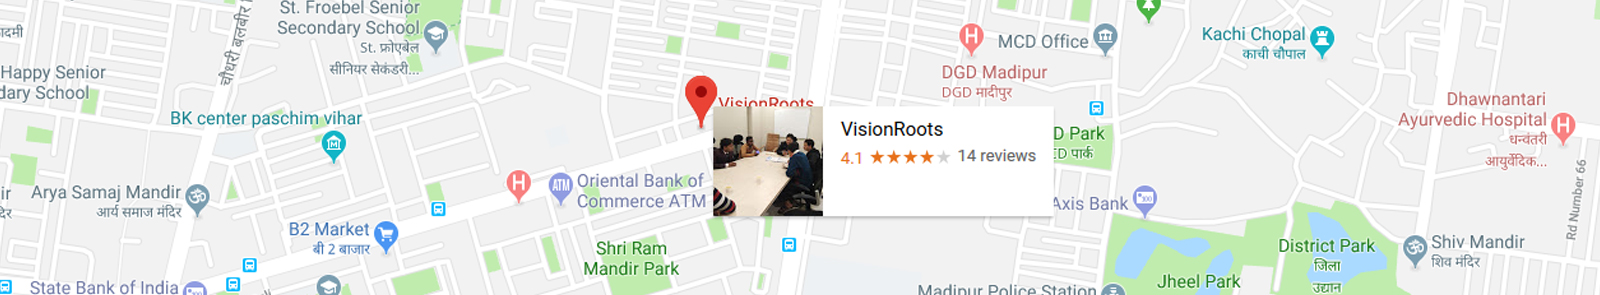 St. Froebel Senior
Secondary School
St. फ्रोएबेल
सीनियर सेकंडरी...
Happy Senior
dary School
चौधरी बलबीर
BK center paschim vihar
Arya Samaj Mandir
आर्य समाज मंदिर
B2 Market
बी 2 बाजार
State Bank of India
H
ATM
Oriental Bank of
Commerce ATM
Shri Ram
Mandir Park
VisionRoots
VisionRoots
4.1
14 reviews
H
DGD Madipur
DGD मादीपुर
MCD Office
Kachi Chopal
काची चौपाल
D Park
ED पार्क
Axis Bank
Dhawnantari
Ayurvedic Hospital
H
धन्वंतरी
आयुर्वेदिक...
Rd Number 66
District Park
जिला
उद्यान
Jheel Park
Shiv Mandir
शिव मंदिर
Madipur Police Station